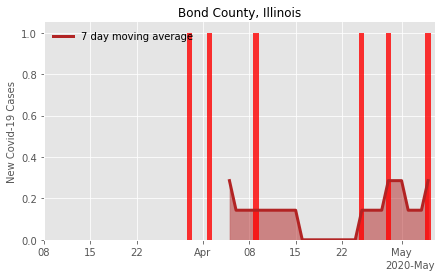 Bond County, Illinois
7 day moving average
New Covid-19 Cases
1.0
0.8
0.6
0.4
0.2
0.0
08 15 22 Apr 08 15 22 May
2020-May